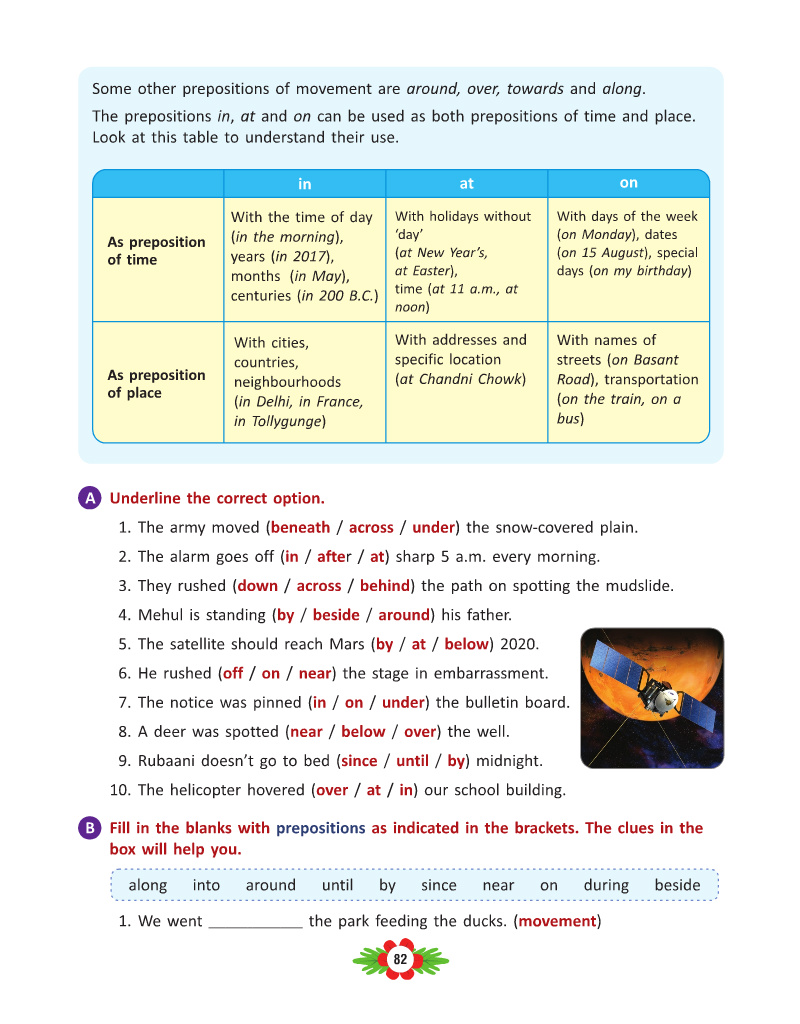 Some other prepositions of movement are around, over, towards and along.
The prepositions in, at and on can be used as both prepositions of time and place.
Look at this table to understand their use.
in
at
on
As preposition
of time
With the time of day
(in the morning),
years (in 2017),
months (in May),
centuries (in 200 B.C.)
With holidays without
‘day’
(at New Year’s,
at Easter),
time (at 11 a.m., at
noon)
With days of the week
(on Monday), dates
(on 15 August), special
days (on my birthday)
As preposition
of place
With cities,
countries,
neighbourhoods
(in Delhi, in France,
in Tollygunge)
With addresses and
specific location
(at Chandni Chowk)
With names of
streets (on Basant
Road), transportation
(on the train, on a
bus)
A Underline the correct option.
1. The army moved (beneath / across / under) the snow-covered plain.
2. The alarm goes off (in / after / at) sharp 5 a.m. every morning.
3. They rushed (down / across / behind) the path on spotting the mudslide.
4. Mehul is standing (by / beside / around) his father.
5. The satellite should reach Mars (by / at / below) 2020.
6. He rushed (off / on / near) the stage in embarrassment.
7. The notice was pinned (in / on / under) the bulletin board.
8. A deer was spotted (near / below / over) the well.
9. Rubaani doesn’t go to bed (since / until / by) midnight.
10. The helicopter hovered (over / at / in) our school building.
B Fill in the blanks with prepositions as indicated in the brackets. The clues in the
box will help you.
along into around until by since near on during beside
1. We went ___________ the park feeding the ducks. (movement)
82